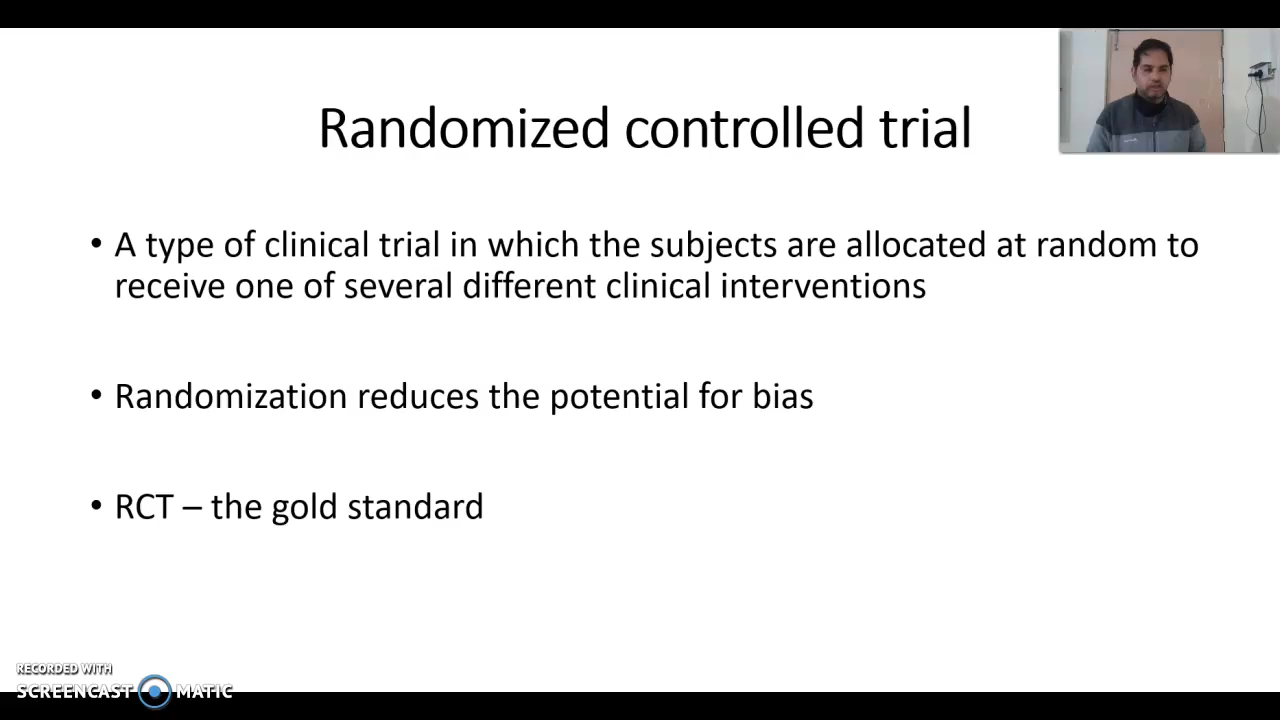 Randomized controlled trial
• A type of clinical trial in which the subjects are allocated at random to
receive one of several different clinical interventions
• Randomization reduces the potential for bias
• RCT – the gold standard
RECORDED WITH
SCREENCAST MATIC